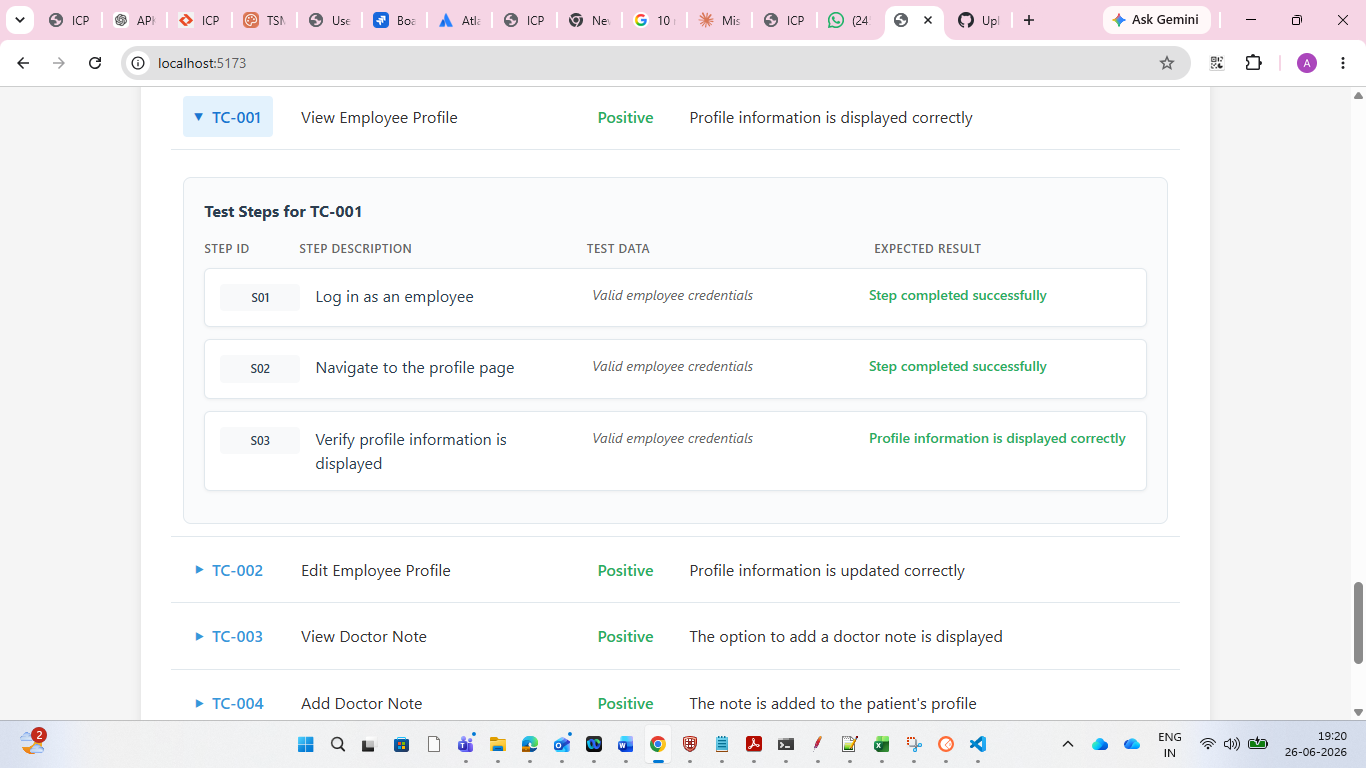 ICP
API
ICP
TSM
Use
Boa
Atla
ICP
Nev
10
Mis
ICP
(24
Upl
Ask Gemini
localhost:5173
A
TC-001 View Employee Profile Positive Profile information is displayed correctly
Test Steps for TC-001
STEP ID STEP DESCRIPTION TEST DATA EXPECTED RESULT
S01 Log in as an employee Valid employee credentials Step completed successfully
S02 Navigate to the profile page Valid employee credentials Step completed successfully
S03 Verify profile information is Valid employee credentials Profile information is displayed correctly
displayed
TC-002 Edit Employee Profile Positive Profile information is updated correctly
TC-003 View Doctor Note Positive The option to add a doctor note is displayed
TC-004 Add Doctor Note Positive The note is added to the patient's profile
2
ENG
IN
19:20
26-06-2026